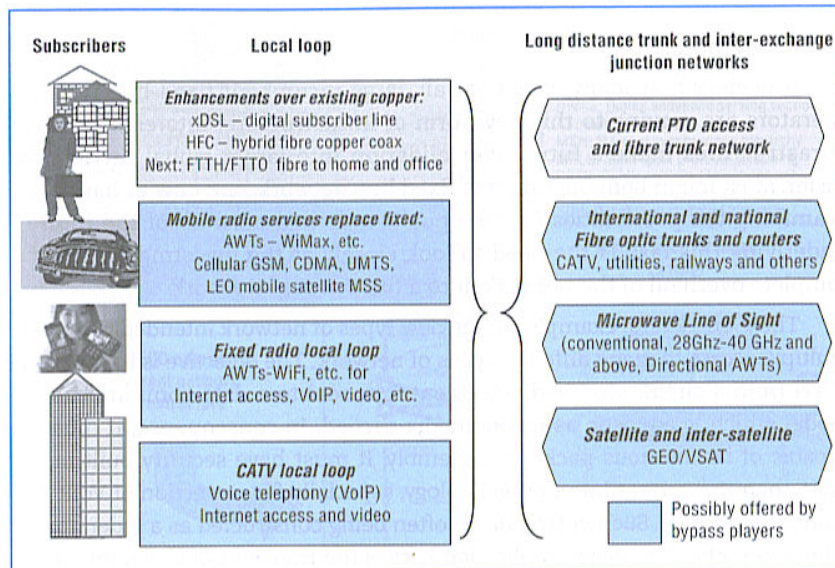 Subscribers
Local loop
Long distance trunk and inter-exchange
junction networks
Enhancements over existing copper:
xDSL – digital subscriber line
HFC – hybrid fibre copper coax
Next: FTTH/FTTO fibre to home and office
Mobile radio services replace fixed:
AWTs – WiMax, etc.
Cellular GSM, CDMA, UMTS,
LEO mobile satellite MSS
Fixed radio local loop
AWTs-WiFi, etc. for
Internet access, VoIP, video, etc.
CATV local loop
Voice telephony (VoIP)
Internet access and video
Current PTO access
and fibre trunk network
International and national
Fibre optic trunks and routers
CATV, utilities, railways and others
Microwave Line of Sight
(conventional, 28Ghz-40 GHz and
above, Directional AWTs)
Satellite and inter-satellite
GEO/VSAT
Possibly offered by
bypass players